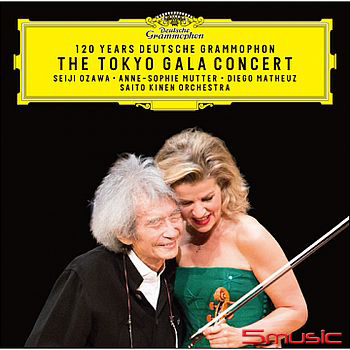 Deutsche
Grammophon
120 YEARS DEUTSCHE GRAMMOPHON
THE TOKYO GALA CONCERT
SEIJI OZAWA • ANNE-SOPHIE MUTTER • DIEGO MATHEUZ
SAITO KINEN ORCHESTRA
5music